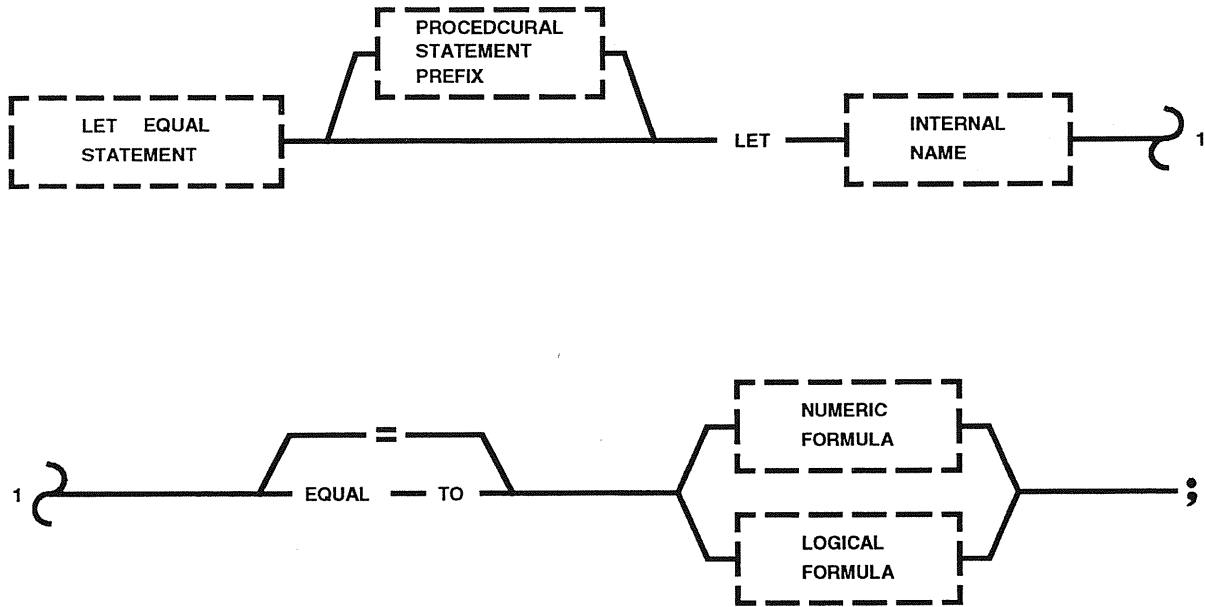 PROCEDCURAL
STATEMENT
PREFIX
LET EQUAL
STATEMENT
LET
INTERNAL
NAME
1
1
=
EQUAL TO
NUMERIC
FORMULA
LOGICAL
FORMULA
;